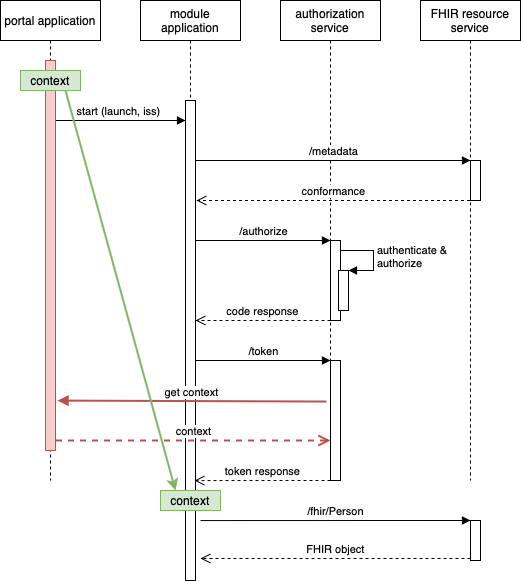 portal application
module
application
authorization
service
FHIR resource
service
context
start (launch, iss)
/metadata
conformance
/authorize
authenticate &
authorize
code response
/token
get context
context
token response
context
/fhir/Person
FHIR object